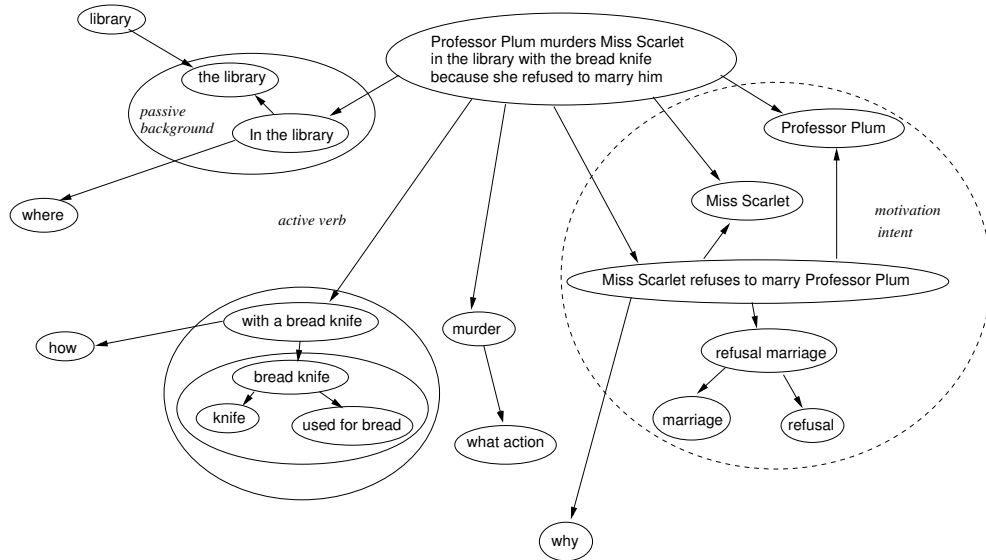 library
Professor Plum murders Miss Scarlet
in the library with the bread knife
because she refused to marry him
the library
passive
background
In the library
Professor Plum
where
Miss Scarlet
active verb
motivation
intent
Miss Scarlet refuses to marry Professor Plum
with a bread knife
murder
how
refusal marriage
bread knife
knife
used for bread
marriage
refusal
what action
why